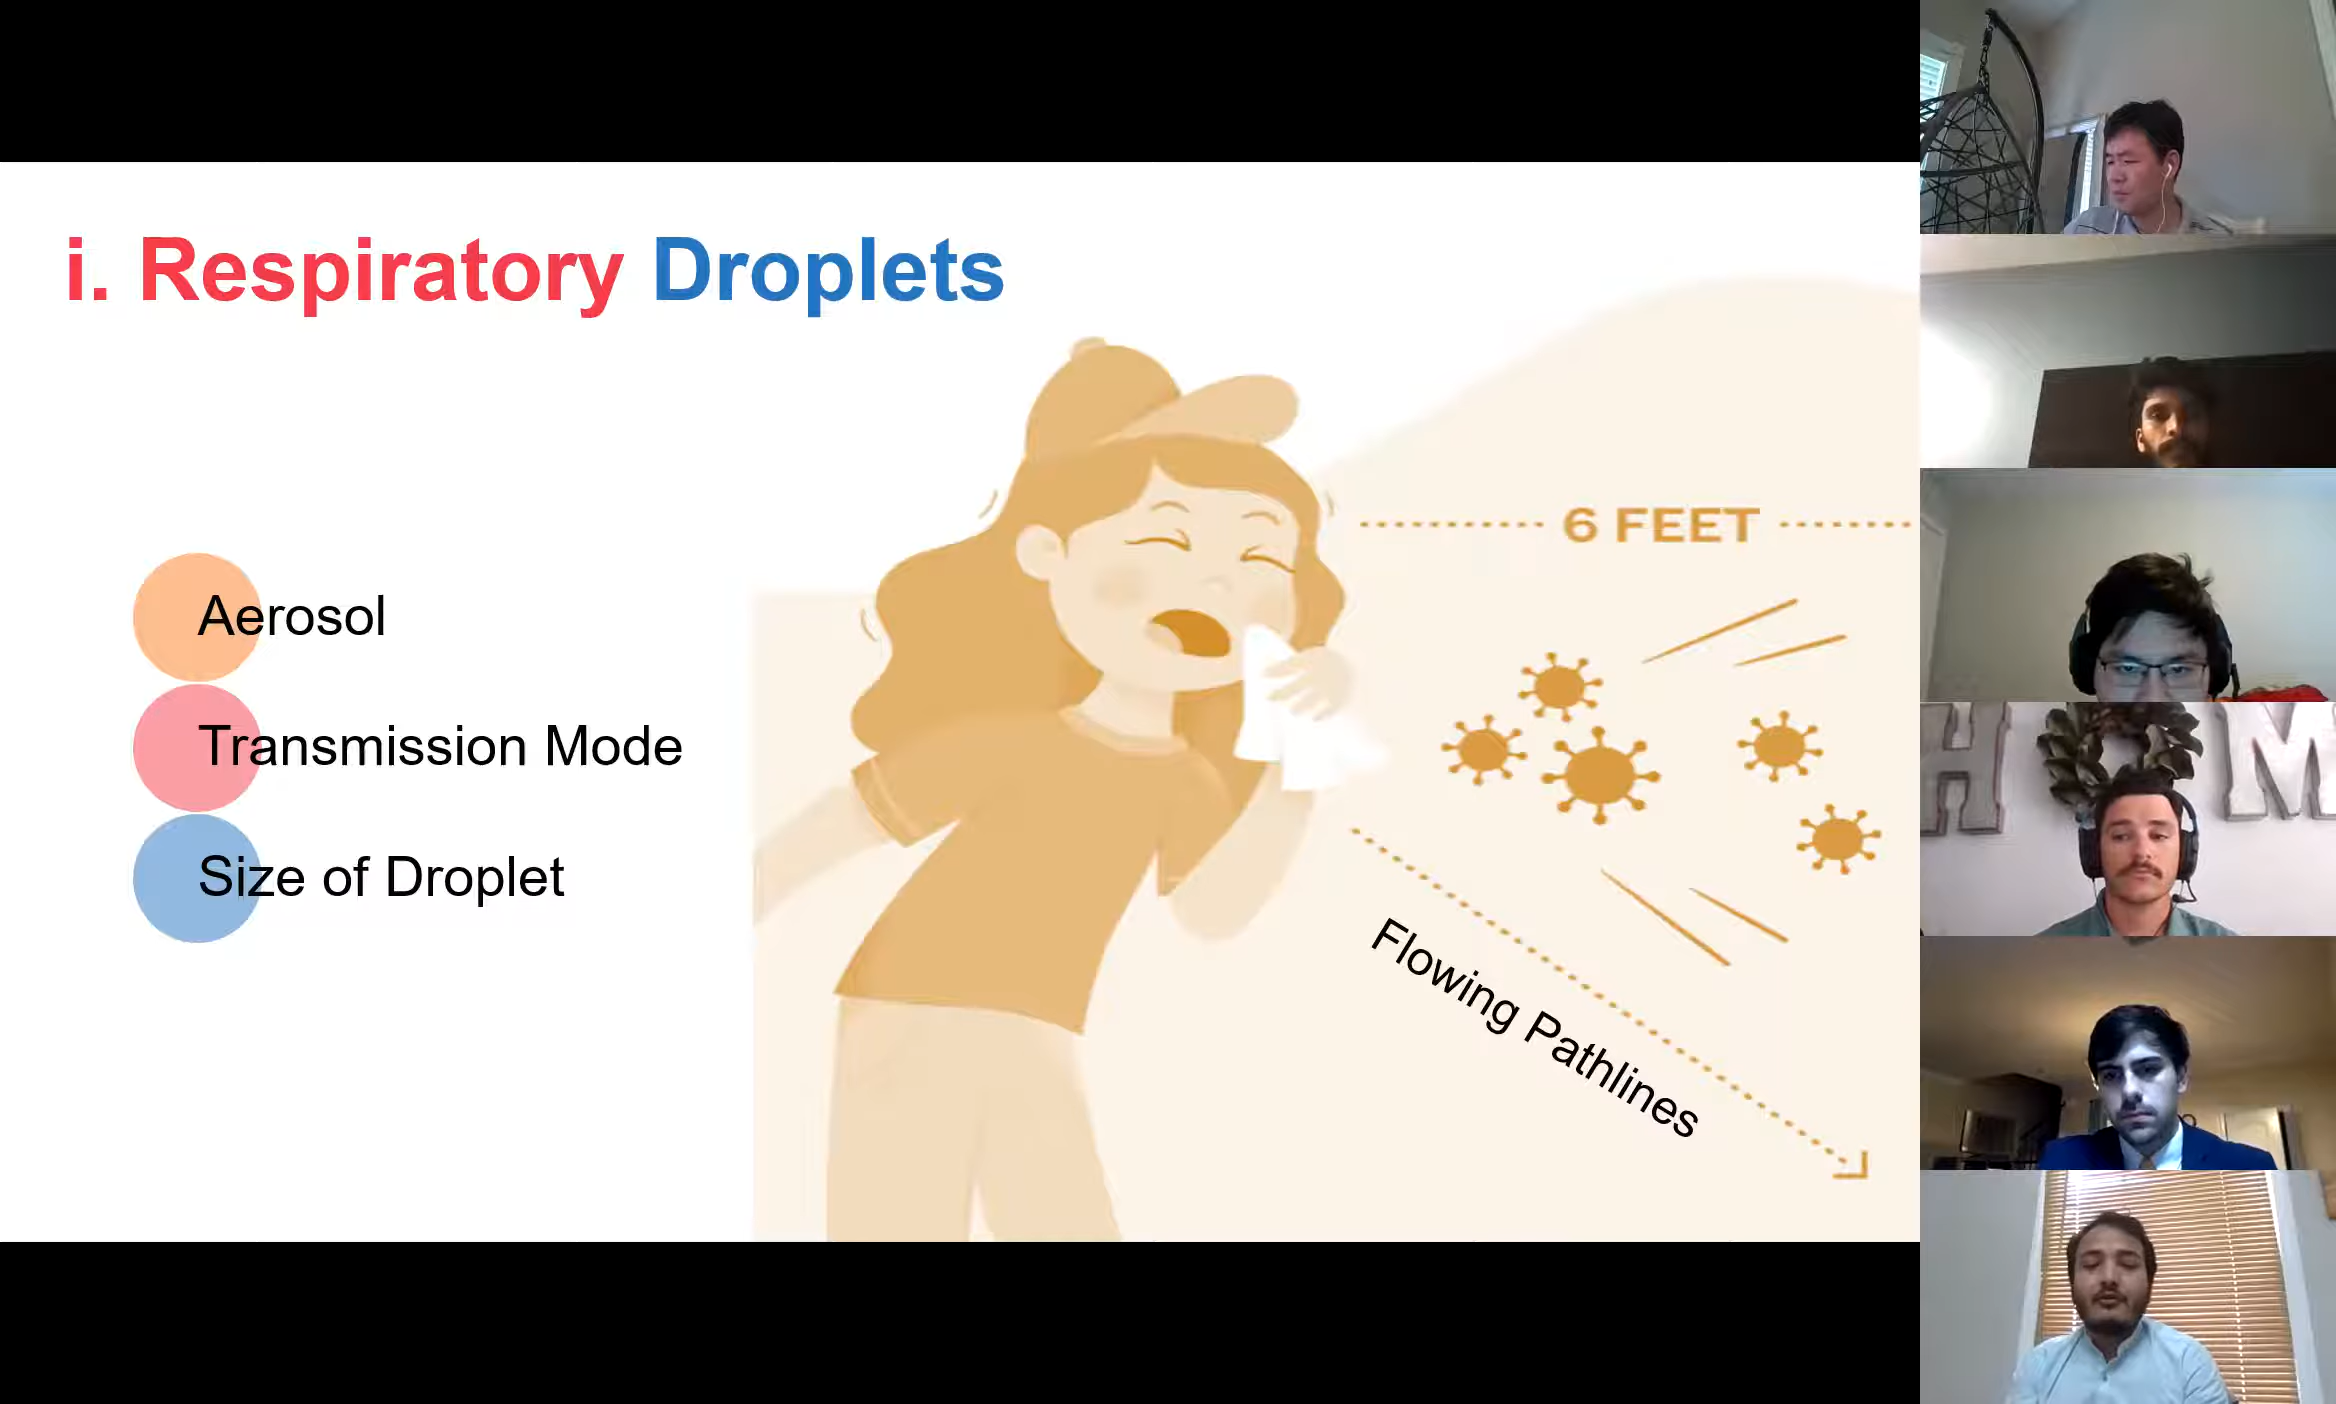 i. Respiratory Droplets
Aerosol
Transmission Mode
Size of Droplet
6 FEET
Flowing Pathlines
H M